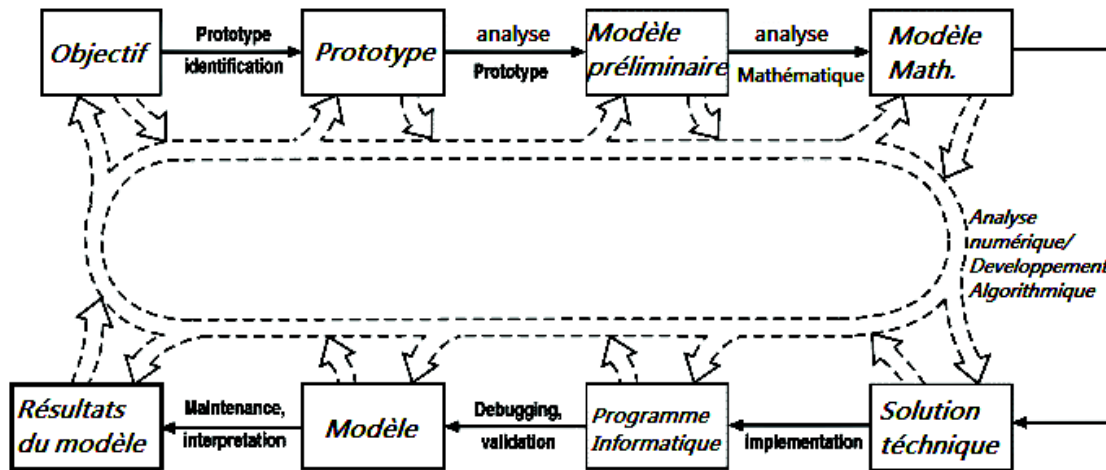 Objectif
Prototype
identification
Prototype
analyse
Prototype
Modèle
préliminaire
analyse
Mathématique
Modèle
Math.
Analyse
numérique/
Developpement
Algorithmique
Résultats
du modèle
Maintenance,
interpretation
Modèle
Debugging,
validation
Programme
Informatique
implementation
Solution
téchnique